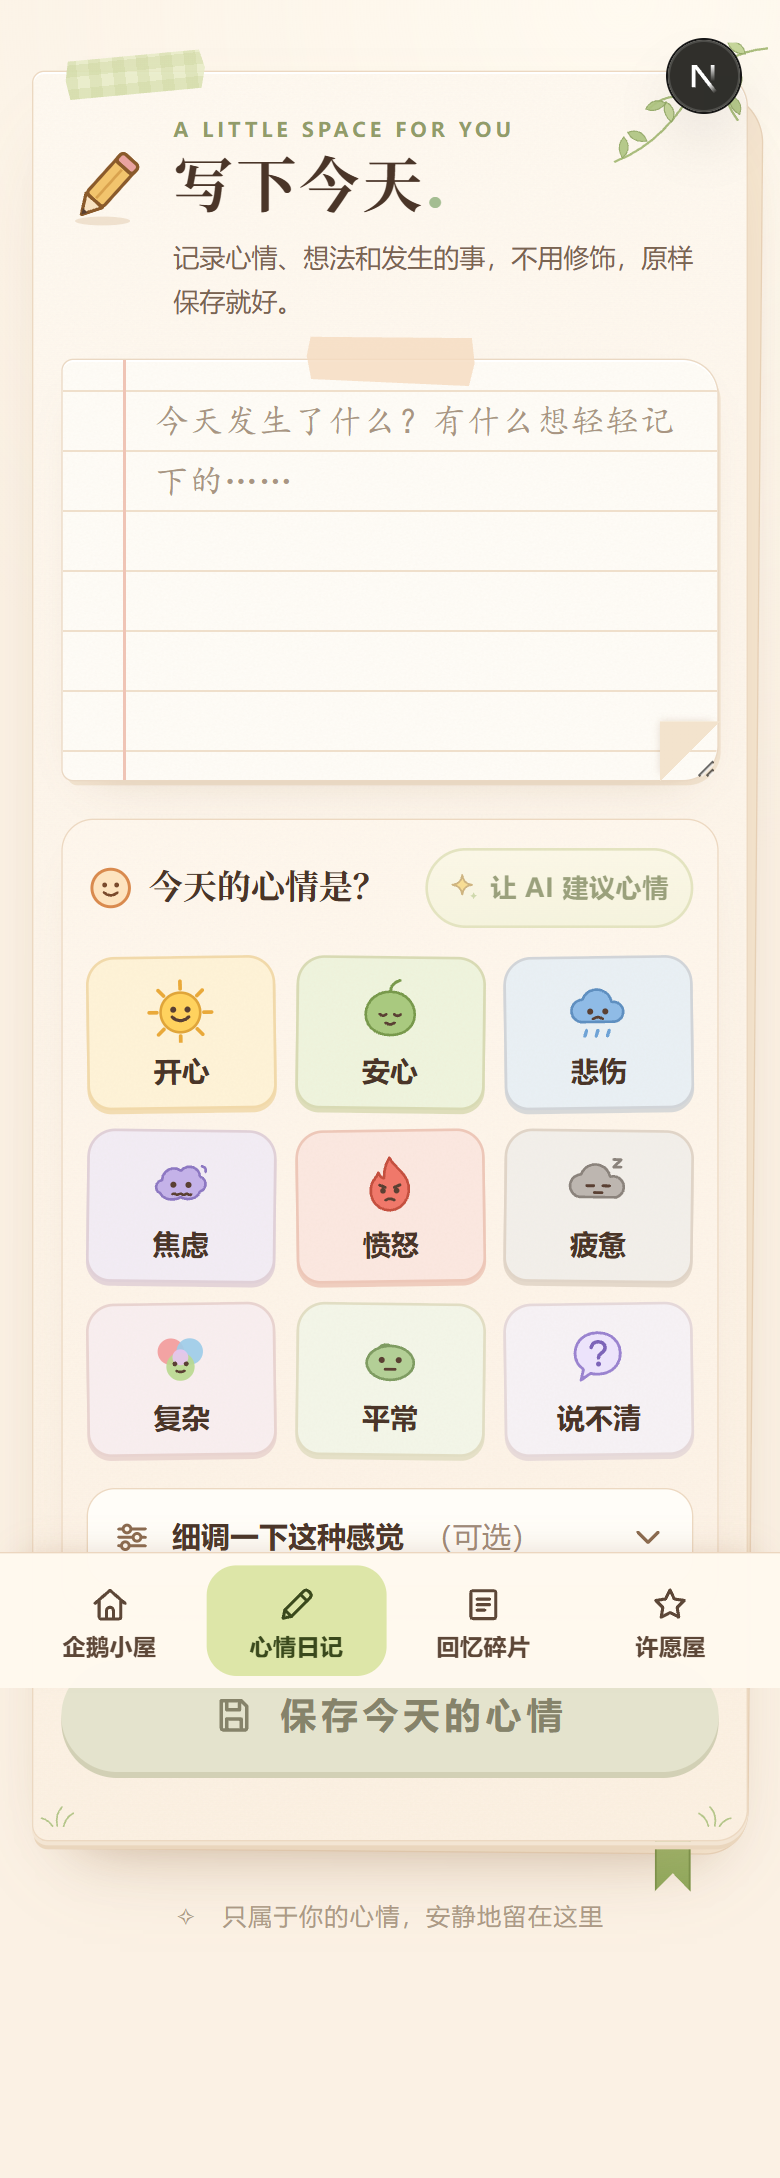 N
A LITTLE SPACE FOR YOU
写下今天.
记录心情、想法和发生的事，不用修饰，原样
保存就好。
今天发生了什么？有什么想轻轻记
下的……
今天的心情是？
让 AI 建议心情
开心
安心
悲伤
焦虑
愤怒
疲惫
复杂
平常
说不清
细调一下这种感觉 （可选）
企鹅小屋
心情日记
回忆碎片
许愿屋
保存今天的心情
只属于你的心情，安静地留在这里